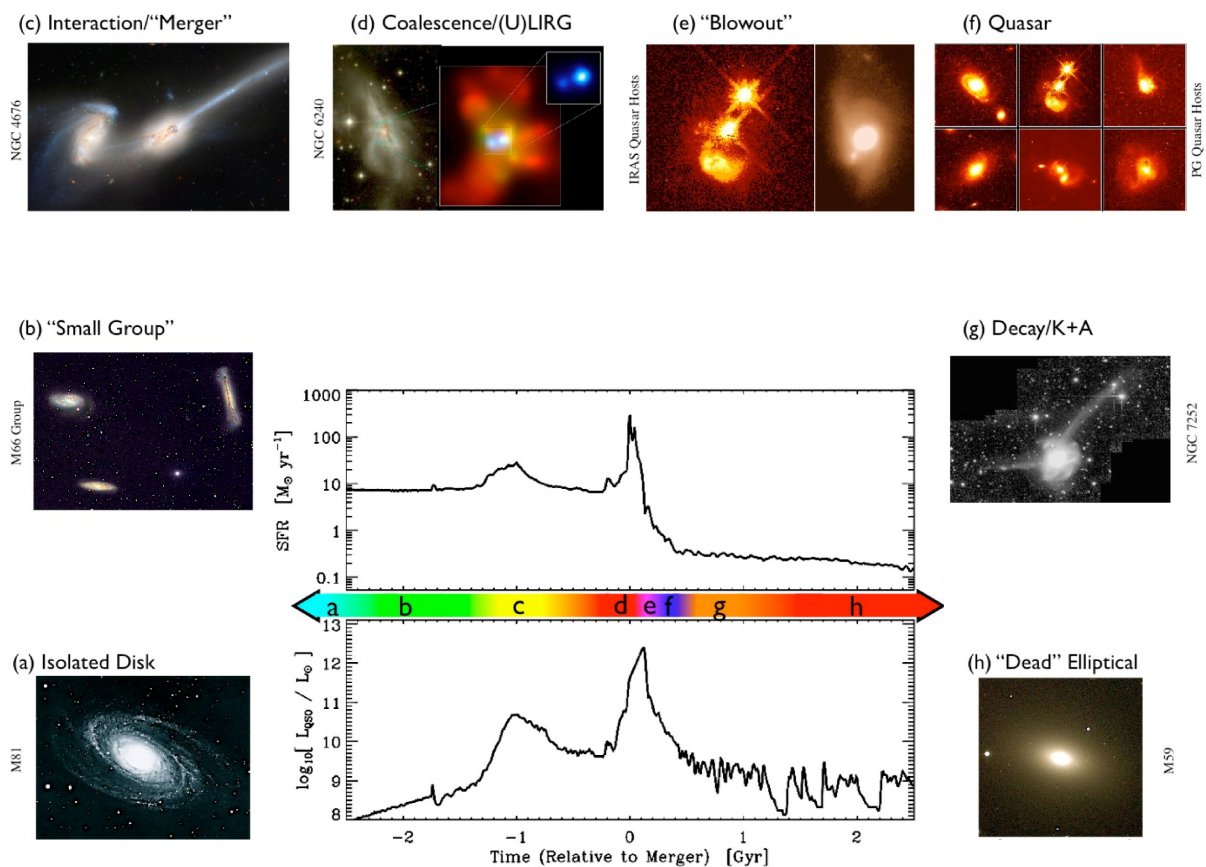 (c) Interaction/“Merger”
(d) Coalescence/(U)LIRG
(e) “Blowout”
(f) Quasar
NGC 4676
NGC 6240
IRAS Quasar Hosts
PG Quasar Hosts
(b) “Small Group”
(g) Decay/K+A
M66 Group
NGC 7252
1000
100
10
1
0.1
SFR [M⊙ yr⁻¹]
a b c d e f g h
(a) Isolated Disk
(h) “Dead” Elliptical
M81
M59
13
12
11
10
9
8
log₁₀[ L_QSO / L⊙ ]
-2 -1 0 1 2
Time (Relative to Merger) [Gyr]